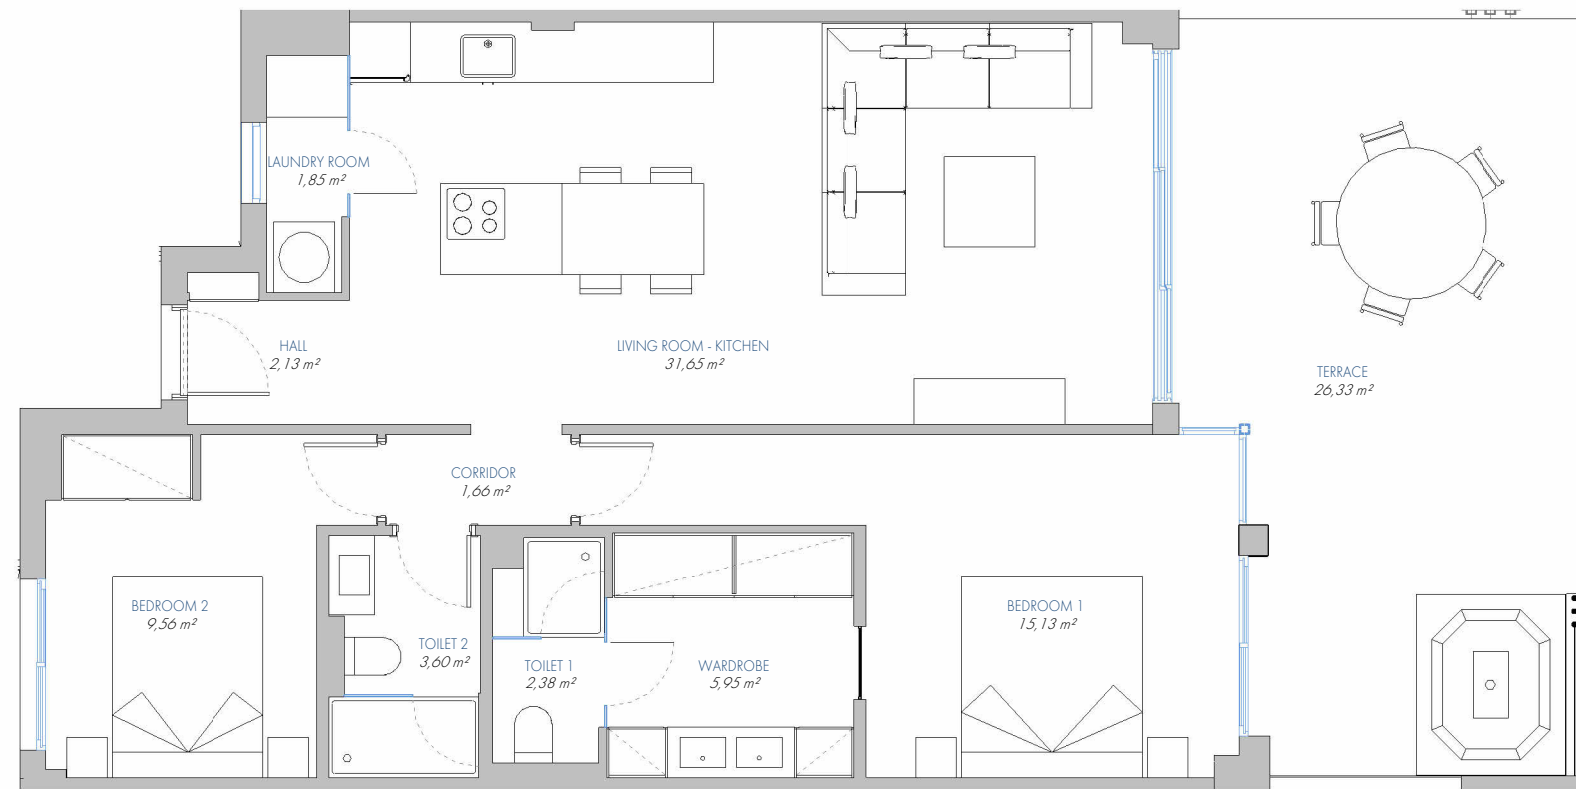 LAUNDRY ROOM
1,85 m²
HALL
2,13 m²
LIVING ROOM - KITCHEN
31,65 m²
TERRACE
26,33 m²
CORRIDOR
1,66 m²
BEDROOM 2
9,56 m²
TOILET 2
3,60 m²
TOILET 1
2,38 m²
WARDROBE
5,95 m²
BEDROOM 1
15,13 m²